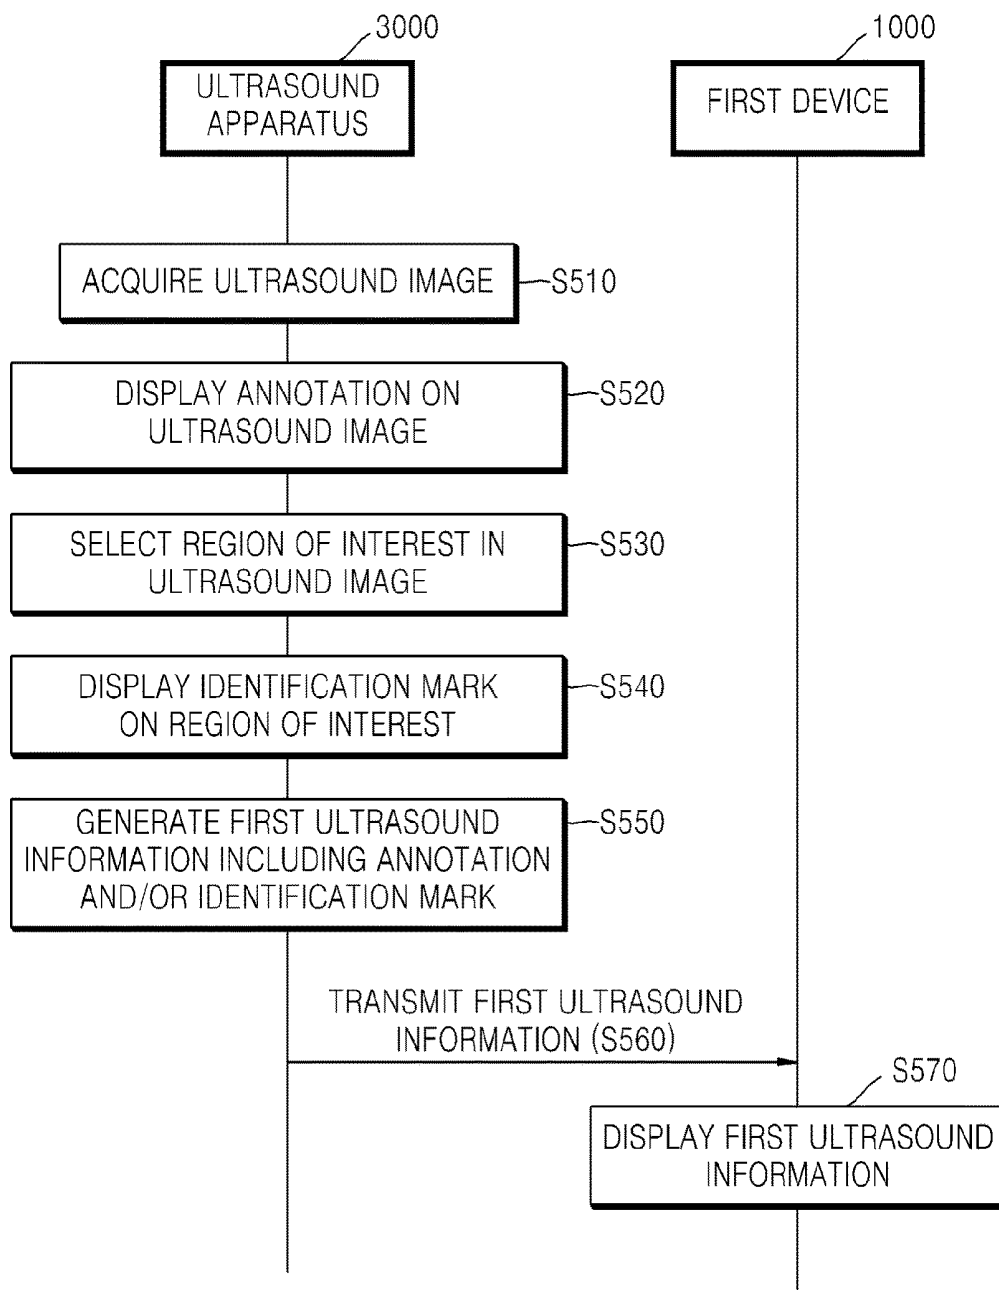 3000
1000
ULTRASOUND
APPARATUS
FIRST DEVICE
ACQUIRE ULTRASOUND IMAGE
S510
DISPLAY ANNOTATION ON
ULTRASOUND IMAGE
S520
SELECT REGION OF INTEREST IN
ULTRASOUND IMAGE
S530
DISPLAY IDENTIFICATION MARK
ON REGION OF INTEREST
S540
GENERATE FIRST ULTRASOUND
INFORMATION INCLUDING ANNOTATION
AND/OR IDENTIFICATION MARK
S550
TRANSMIT FIRST ULTRASOUND
INFORMATION (S560)
S570
DISPLAY FIRST ULTRASOUND
INFORMATION